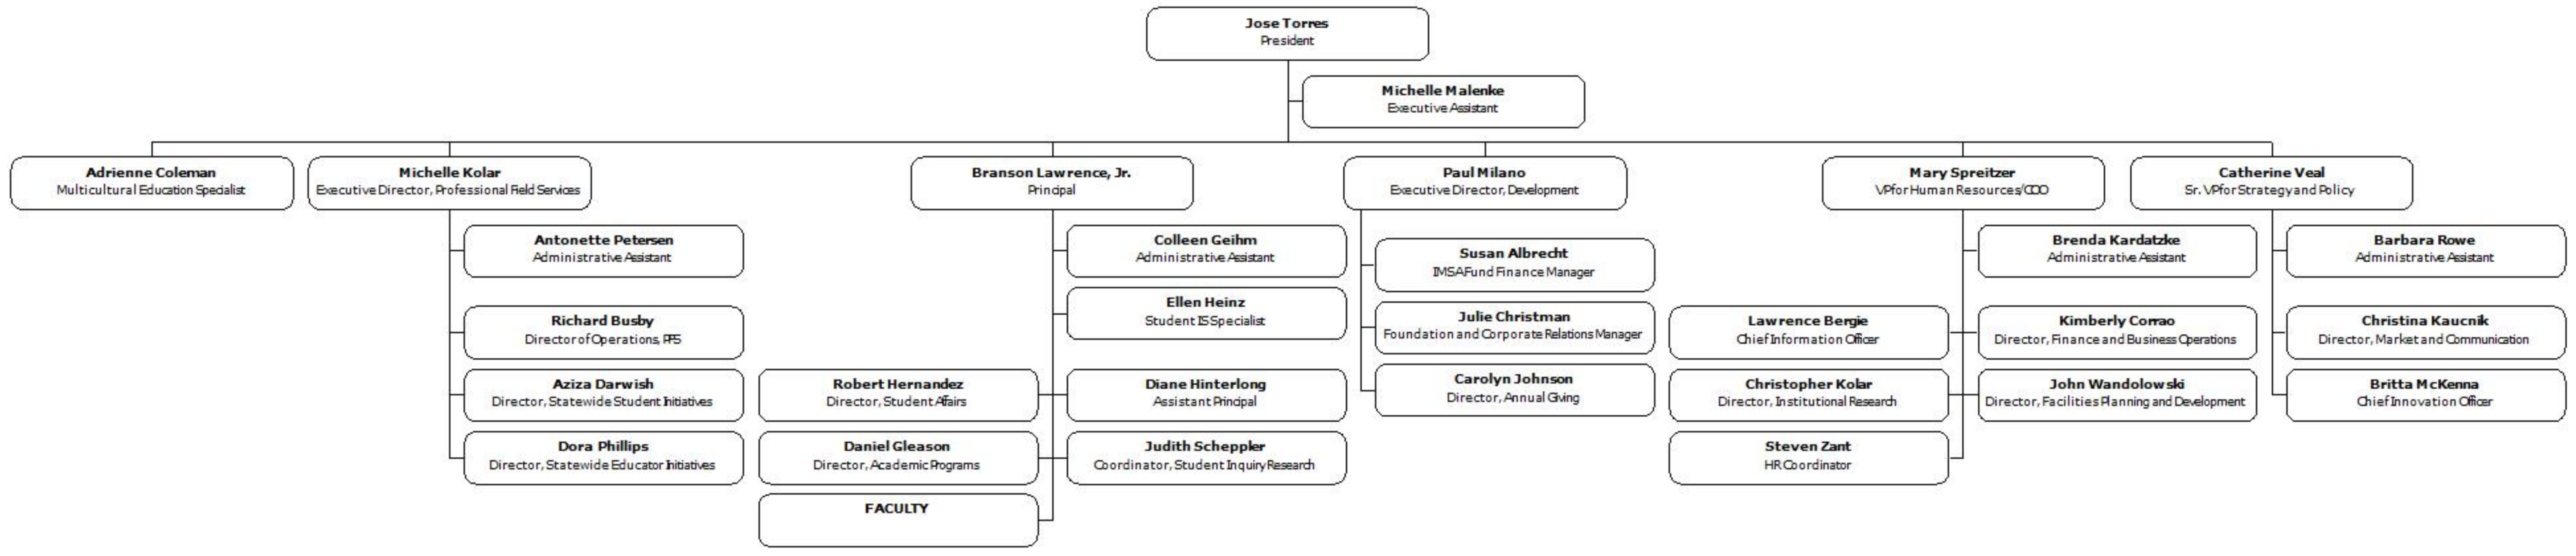 Jose Torres
President
Michelle Malenke
Executive Assistant
Adrienne Coleman
Multicultural Education Specialist
Michelle Kolar
Executive Director, Professional Field Services
Branson Lawrence, Jr.
Principal
Paul Milano
Executive Director, Development
Mary Spreitzer
VP for Human Resources/COO
Catherine Veal
Sr. VP for Strategy and Policy
Antonette Petersen
Administrative Assistant
Richard Busby
Director of Operations, PFS
Aziza Darwish
Director, Statewide Student Initiatives
Dora Phillips
Director, Statewide Educator Initiatives
Colleen Geihm
Administrative Assistant
Ellen Heinz
Student IS Specialist
Robert Hernandez
Director, Student Affairs
Diane Hinterlong
Assistant Principal
Daniel Gleason
Director, Academic Programs
Judith Scheppler
Coordinator, Student Inquiry Research
FACULTY
Susan Albrecht
IMSA Fund Finance Manager
Julie Christman
Foundation and Corporate Relations Manager
Carolyn Johnson
Director, Annual Giving
Brenda Kardatzke
Administrative Assistant
Lawrence Bergie
Chief Information Officer
Kimberly Corrao
Director, Finance and Business Operations
Christopher Kolar
Director, Institutional Research
John Wandolowski
Director, Facilities Planning and Development
Steven Zant
HR Coordinator
Barbara Rowe
Administrative Assistant
Christina Kaucnik
Director, Market and Communication
Britta McKenna
Chief Innovation Officer